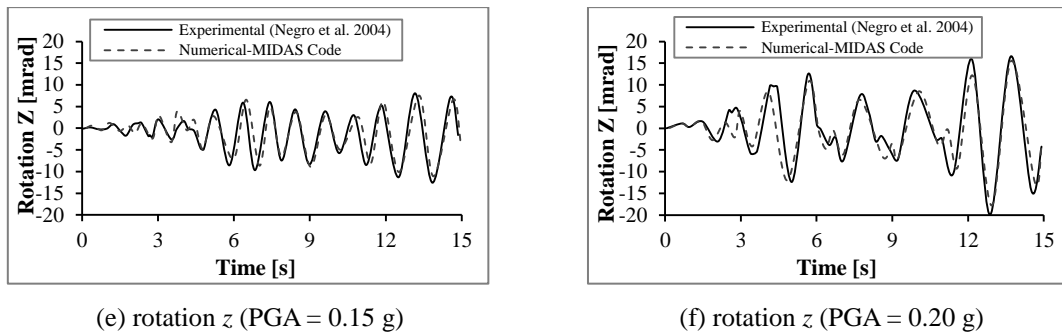 Experimental (Negro et al. 2004)
Numerical-MIDAS Code
Rotation Z [mrad]
20
15
10
5
0
-5
-10
-15
-20
0 3 6 9 12 15
Time [s]
(e) rotation z (PGA = 0.15 g)
Experimental (Negro et al. 2004)
Numerical-MIDAS Code
Rotation Z [mrad]
20
15
10
5
0
-5
-10
-15
-20
0 3 6 9 12 15
Time [s]
(f) rotation z (PGA = 0.20 g)